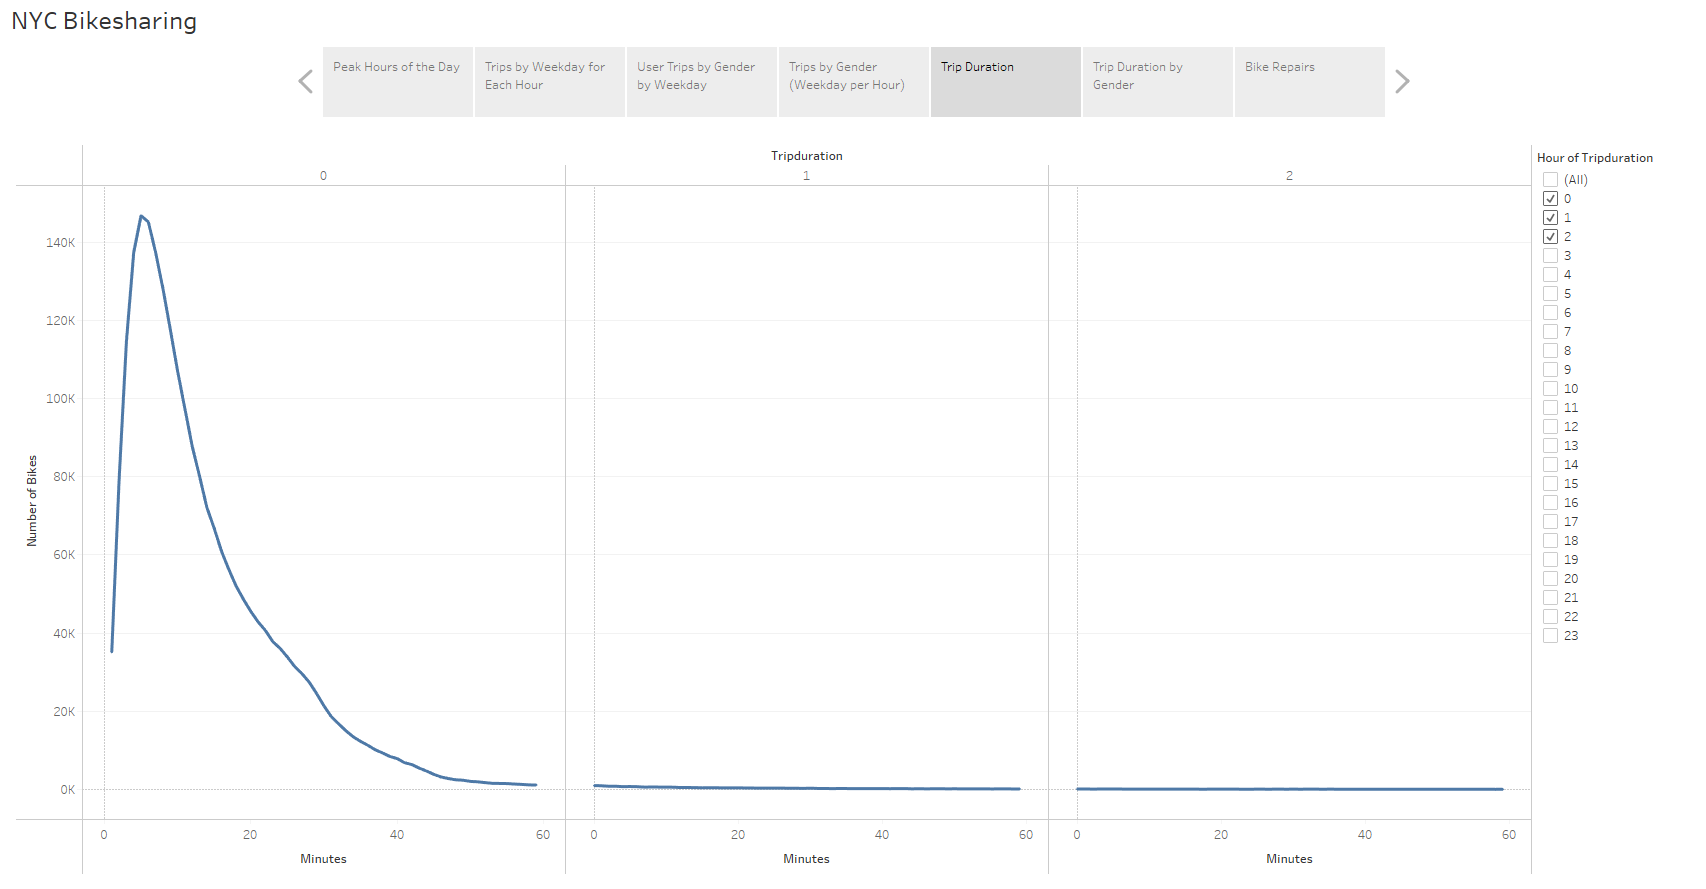 NYC Bikesharing
Peak Hours of the Day
Trips by Weekday for
Each Hour
User Trips by Gender
by Weekday
Trips by Gender
(Weekday per Hour)
Trip Duration
Trip Duration by
Gender
Bike Repairs
Tripduration
0 1 2
Number of Bikes
140K
120K
100K
80K
60K
40K
20K
0K
0 20 40 60 0 20 40 60 0 20 40 60
Minutes Minutes Minutes
Hour of Tripduration
(All)
0
1
2
3
4
5
6
7
8
9
10
11
12
13
14
15
16
17
18
19
20
21
22
23